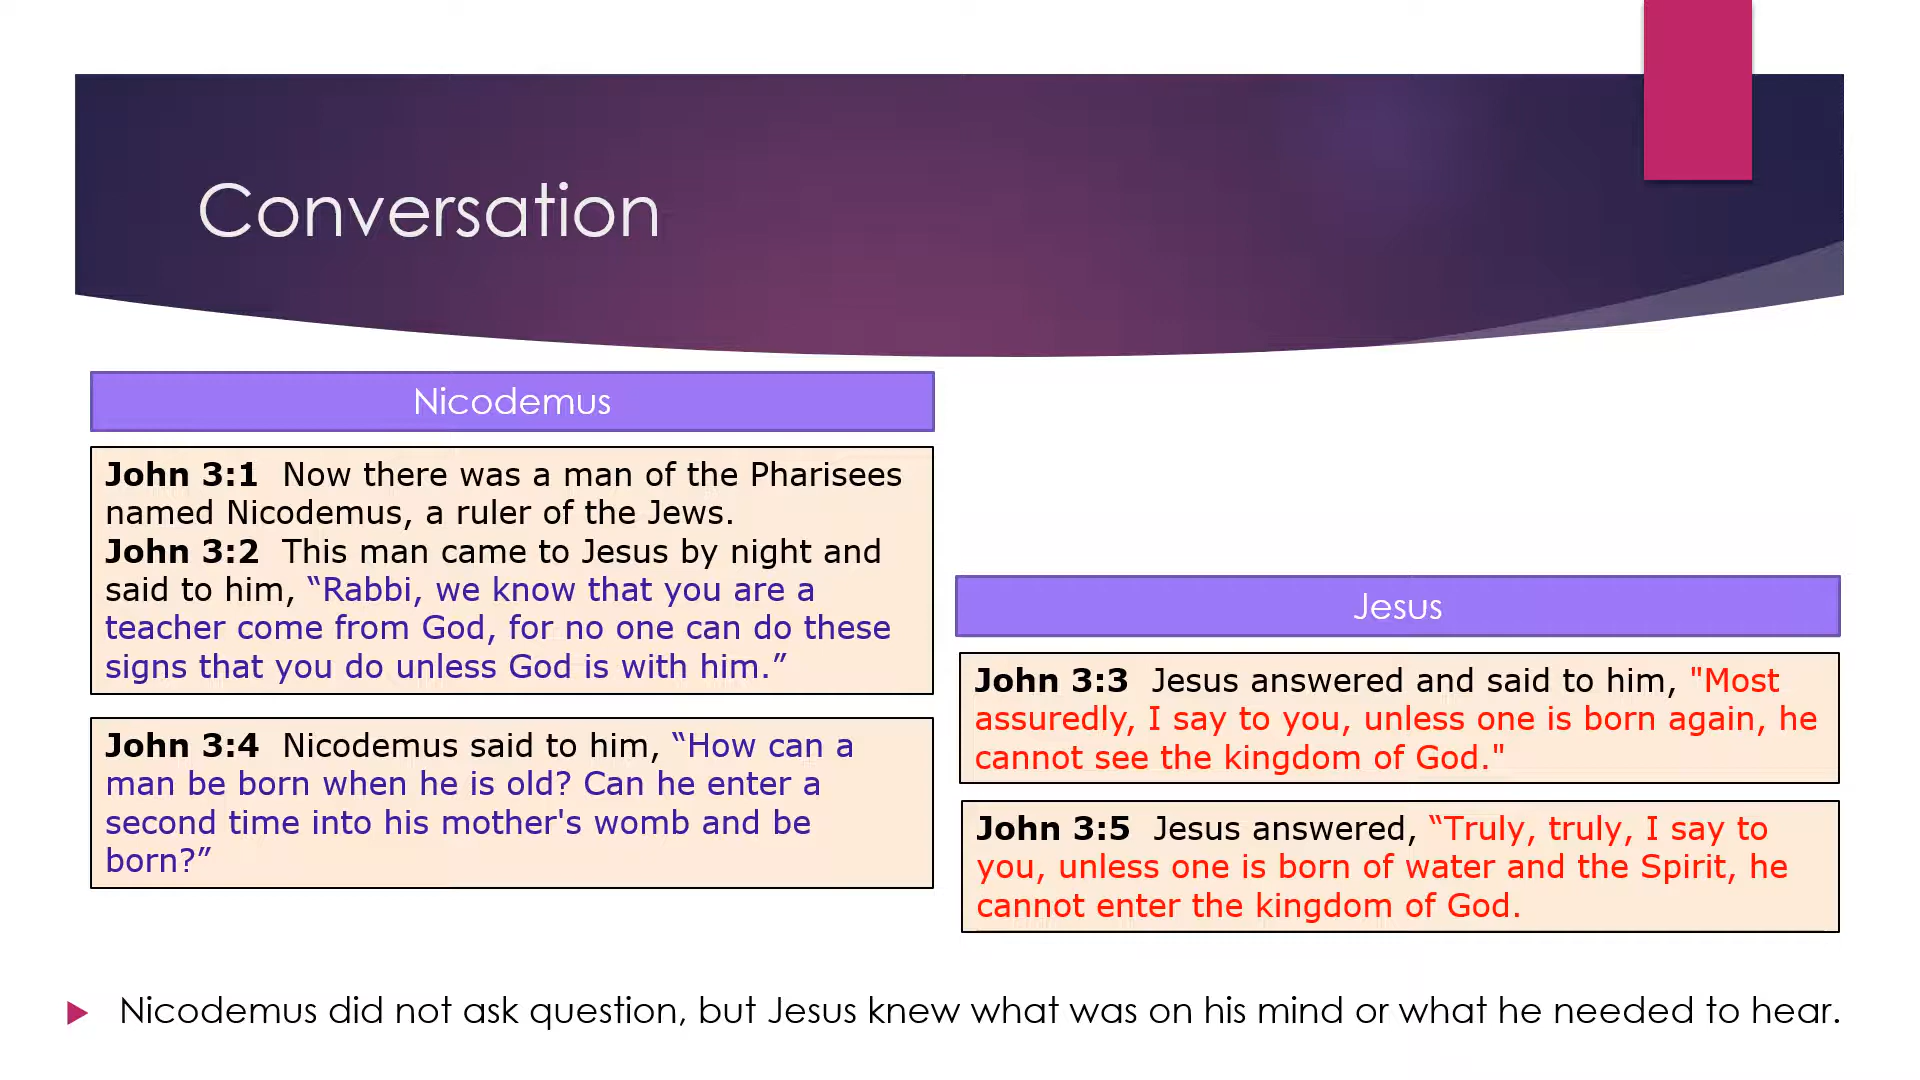 Conversation
Nicodemus
John 3:1  Now there was a man of the Pharisees
named Nicodemus, a ruler of the Jews.
John 3:2  This man came to Jesus by night and
said to him, “Rabbi, we know that you are a
teacher come from God, for no one can do these
signs that you do unless God is with him.”
John 3:4  Nicodemus said to him, “How can a
man be born when he is old? Can he enter a
second time into his mother's womb and be
born?”
Jesus
John 3:3  Jesus answered and said to him, "Most
assuredly, I say to you, unless one is born again, he
cannot see the kingdom of God."
John 3:5  Jesus answered, “Truly, truly, I say to
you, unless one is born of water and the Spirit, he
cannot enter the kingdom of God.
Nicodemus did not ask question, but Jesus knew what was on his mind or what he needed to hear.